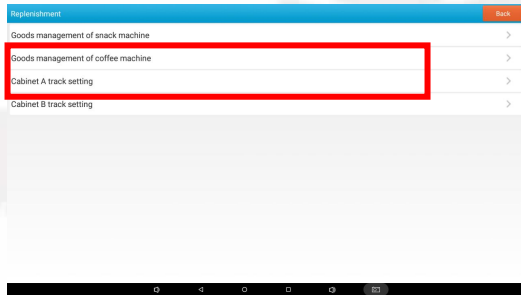 Replenishment
Back
Goods management of snack machine
Goods management of coffee machine
Cabinet A track setting
Cabinet B track setting